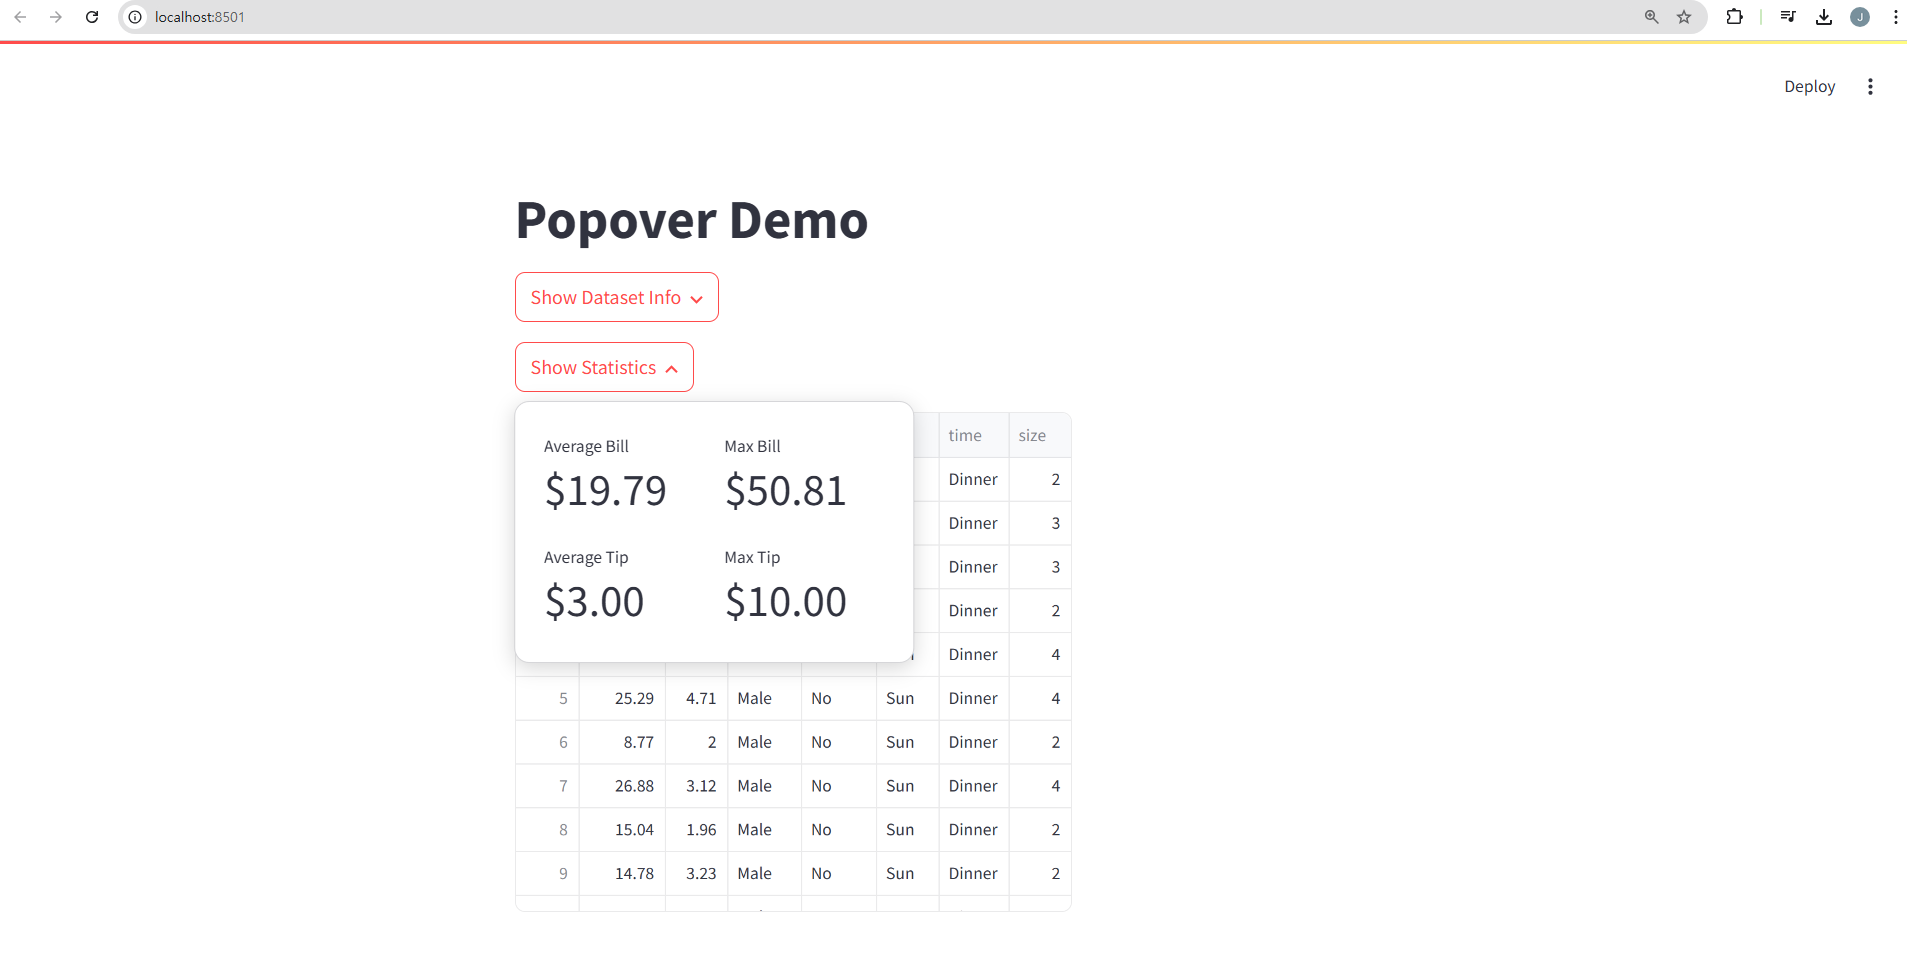 localhost:8501
J
Deploy
Popover Demo
Show Dataset Info
Show Statistics
Average Bill Max Bill
$19.79 $50.81
Average Tip Max Tip
$3.00 $10.00
time size
Dinner 2
Dinner 3
Dinner 3
Dinner 2
Dinner 4
5 25.29 4.71 Male No Sun Dinner 4
6 8.77 2 Male No Sun Dinner 2
7 26.88 3.12 Male No Sun Dinner 4
8 15.04 1.96 Male No Sun Dinner 2
9 14.78 3.23 Male No Sun Dinner 2